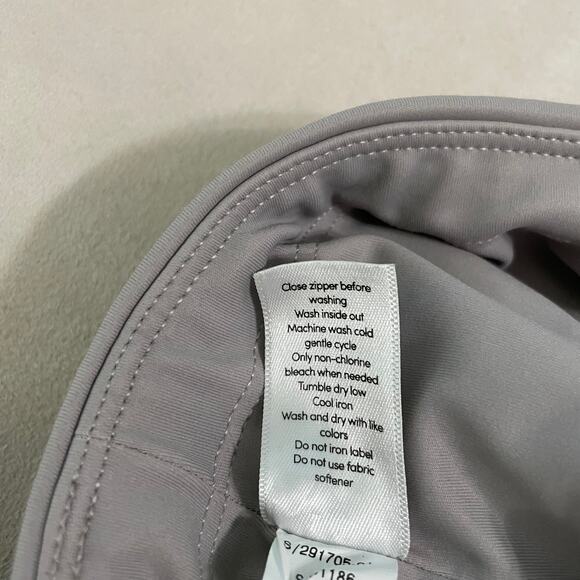 Close zipper before
washing
Wash inside out
Machine wash cold
gentle cycle
Only non-chlorine
bleach when needed
Tumble dry low
Cool iron
Wash and dry with like
colors
Do not iron label
Do not use fabric
softener
S/291705
1186